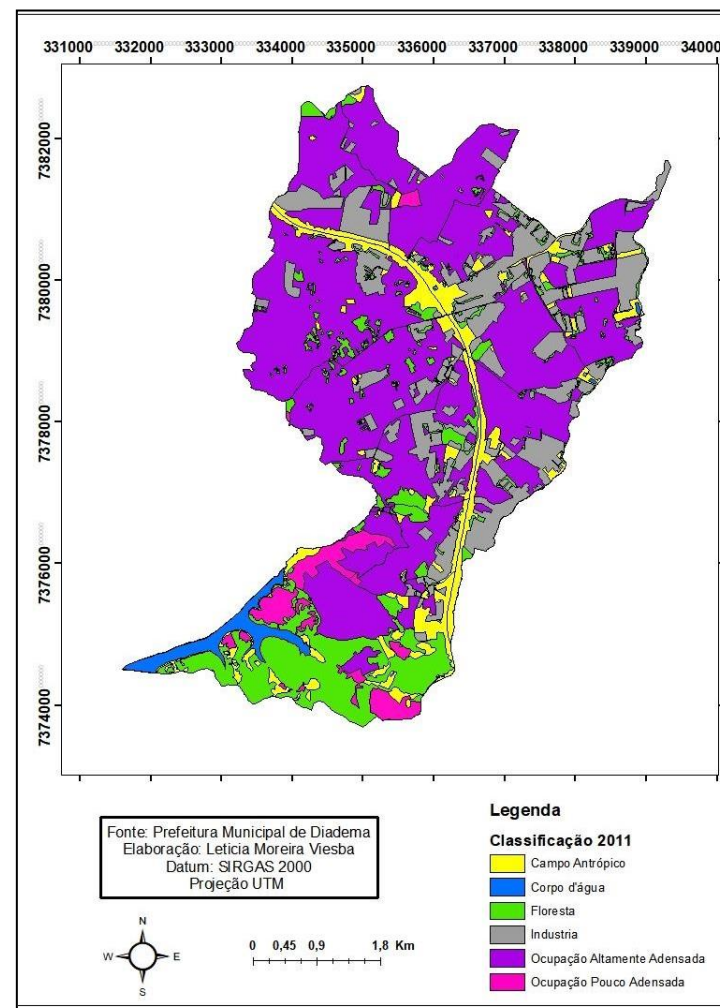 331000 332000 333000 334000 335000 336000 337000 338000 339000 340000
7382000
7380000
7378000
7376000
7374000
Fonte: Prefeitura Municipal de Diadema
Elaboração: Leticia Moreira Viesba
Datum: SIRGAS 2000
Projeção UTM
N
W E
S
0 0,45 0,9 1,8 Km
Legenda
Classificação 2011
Campo Antrópico
Corpo d'água
Floresta
Industria
Ocupação Altamente Adensada
Ocupação Pouco Adensada